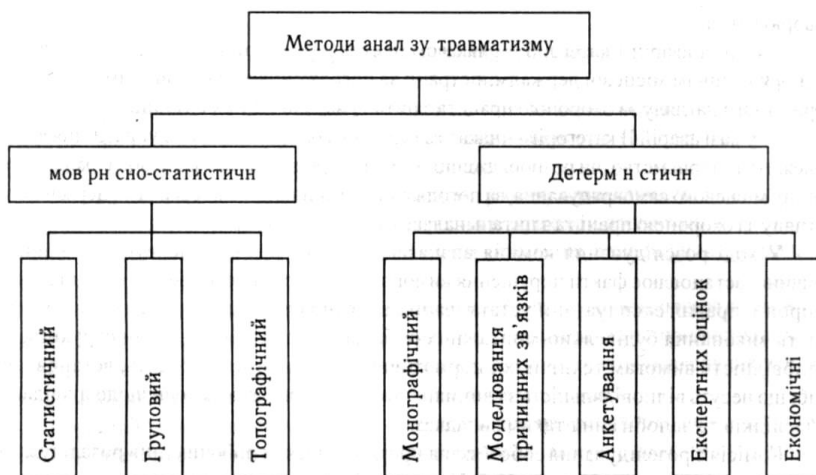 Методи анал зу травматизму
мов рн сно-статистичн
Детерм н стичн
Статистичний
Груповий
Топографічний
Монографічний
Моделювання
причинних зв’язків
Анкетування
Експертних оцінок
Економічні